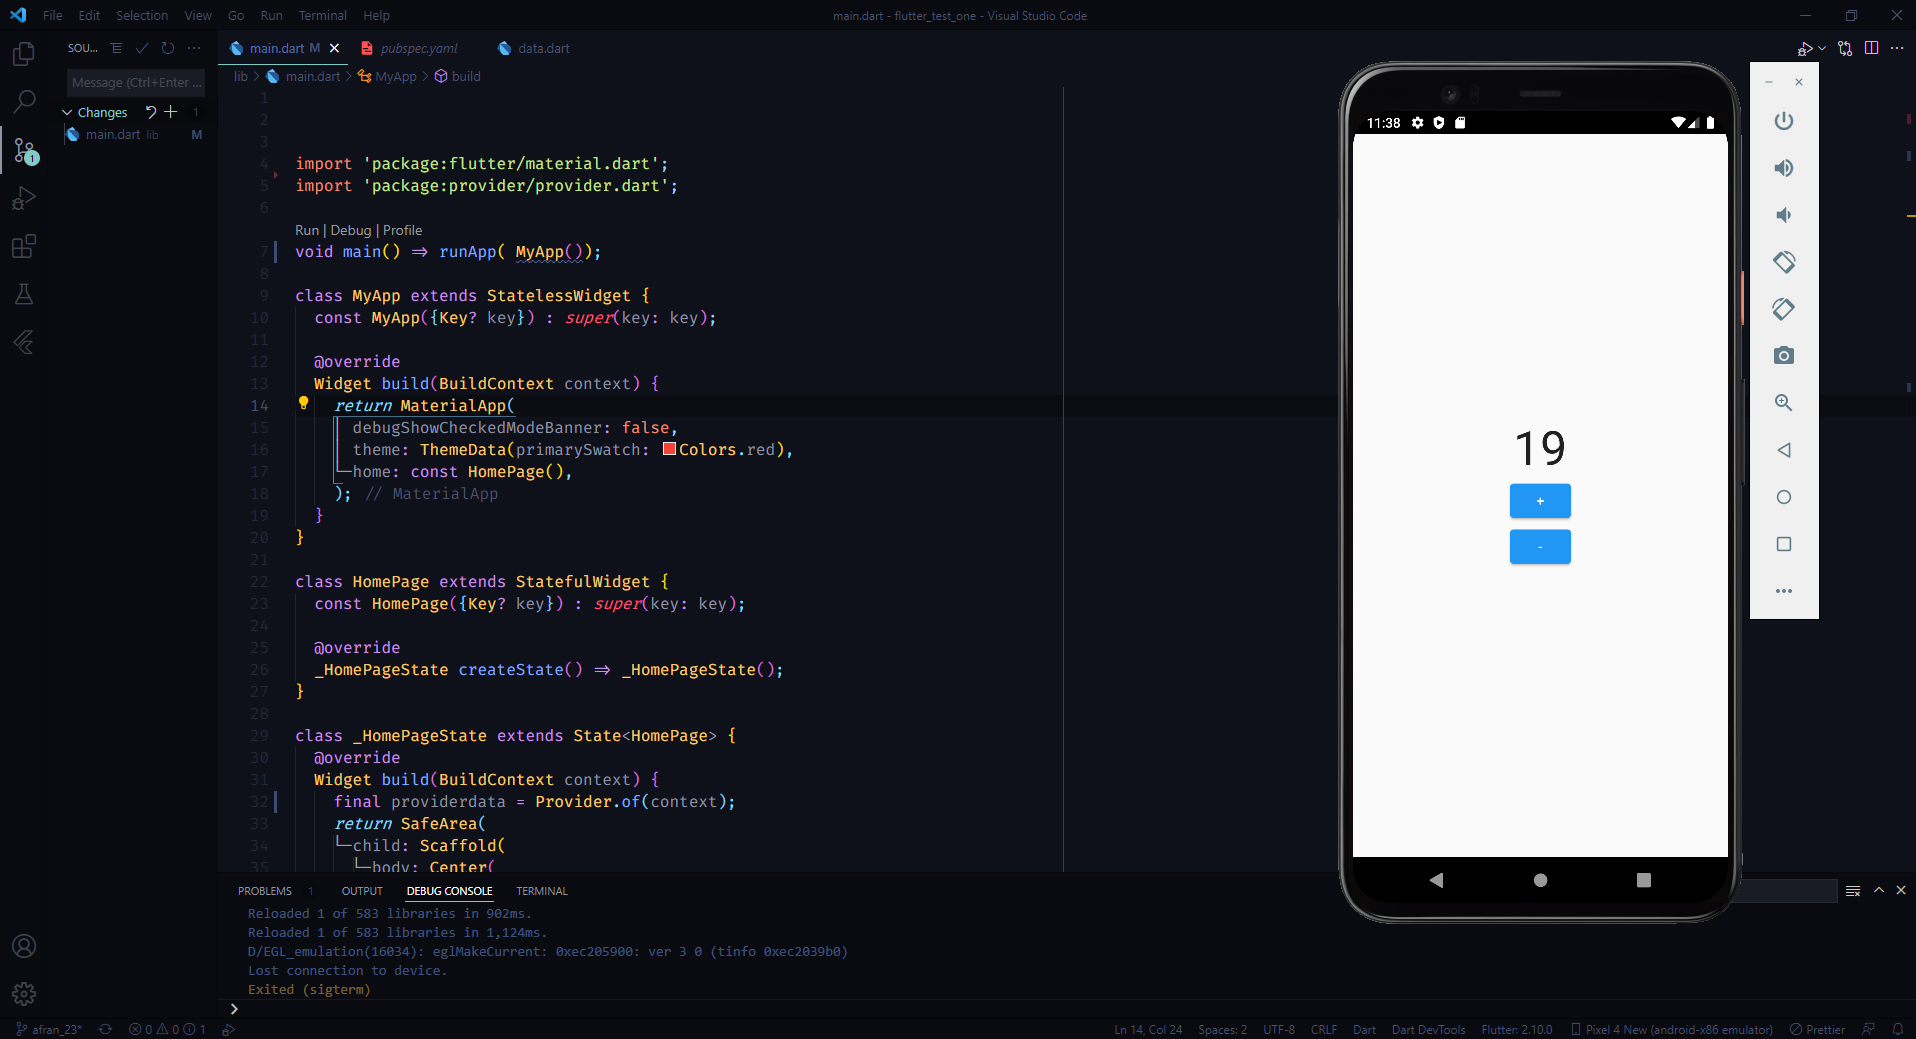 File Edit Selection View Go Run Terminal Help
main.dart - flutter_test_one - Visual Studio Code
SOU...
main.dart M
pubspec.yaml
data.dart
Message (Ctrl+Enter ...
lib > main.dart > MyApp > build
Changes 1
main.dart lib M
1
1
2
3
4 import 'package:flutter/material.dart';
5 import 'package:provider/provider.dart';
6
Run | Debug | Profile
7 void main() => runApp( MyApp());
8
9 class MyApp extends StatelessWidget {
10 const MyApp({Key? key}) : super(key: key);
11
12 @override
13 Widget build(BuildContext context) {
14 return MaterialApp(
15 debugShowCheckedModeBanner: false,
16 theme: ThemeData(primarySwatch: Colors.red),
17 home: const HomePage(),
18 ); // MaterialApp
19 }
20 }
21
22 class HomePage extends StatefulWidget {
23 const HomePage({Key? key}) : super(key: key);
24
25 @override
26 _HomePageState createState() => _HomePageState();
27 }
28
29 class _HomePageState extends State<HomePage> {
30 @override
31 Widget build(BuildContext context) {
32 final providerdata = Provider.of(context);
33 return SafeArea(
34 child: Scaffold(
35 body: Center(
11:38
19
+
-
PROBLEMS 1 OUTPUT DEBUG CONSOLE TERMINAL
Reloaded 1 of 583 libraries in 902ms.
Reloaded 1 of 583 libraries in 1,124ms.
D/EGL_emulation(16034): eglMakeCurrent: 0xec205900: ver 3 0 (tinfo 0xec2039b0)
Lost connection to device.
Exited (sigterm)
afran_23* 0 0 1
Ln 14, Col 24 Spaces: 2 UTF-8 CRLF Dart Dart DevTools Flutter: 2.10.0 Pixel 4 New (android-x86 emulator) Prettier